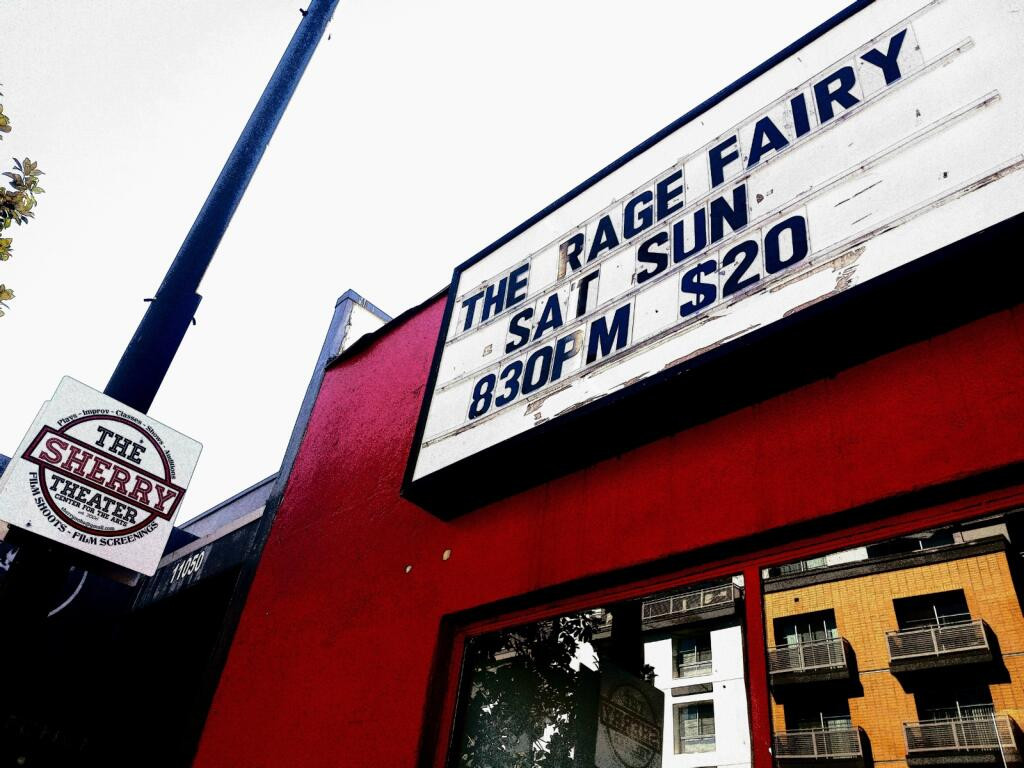 THE RAGE FAIRY
SAT SUN
830PM $20
Plays - Improv - Classes - Shows - Auditions
THE
SHERRY
THEATER
CENTER FOR THE ARTS
FILM SHOOTS - FILM SCREENINGS
11050